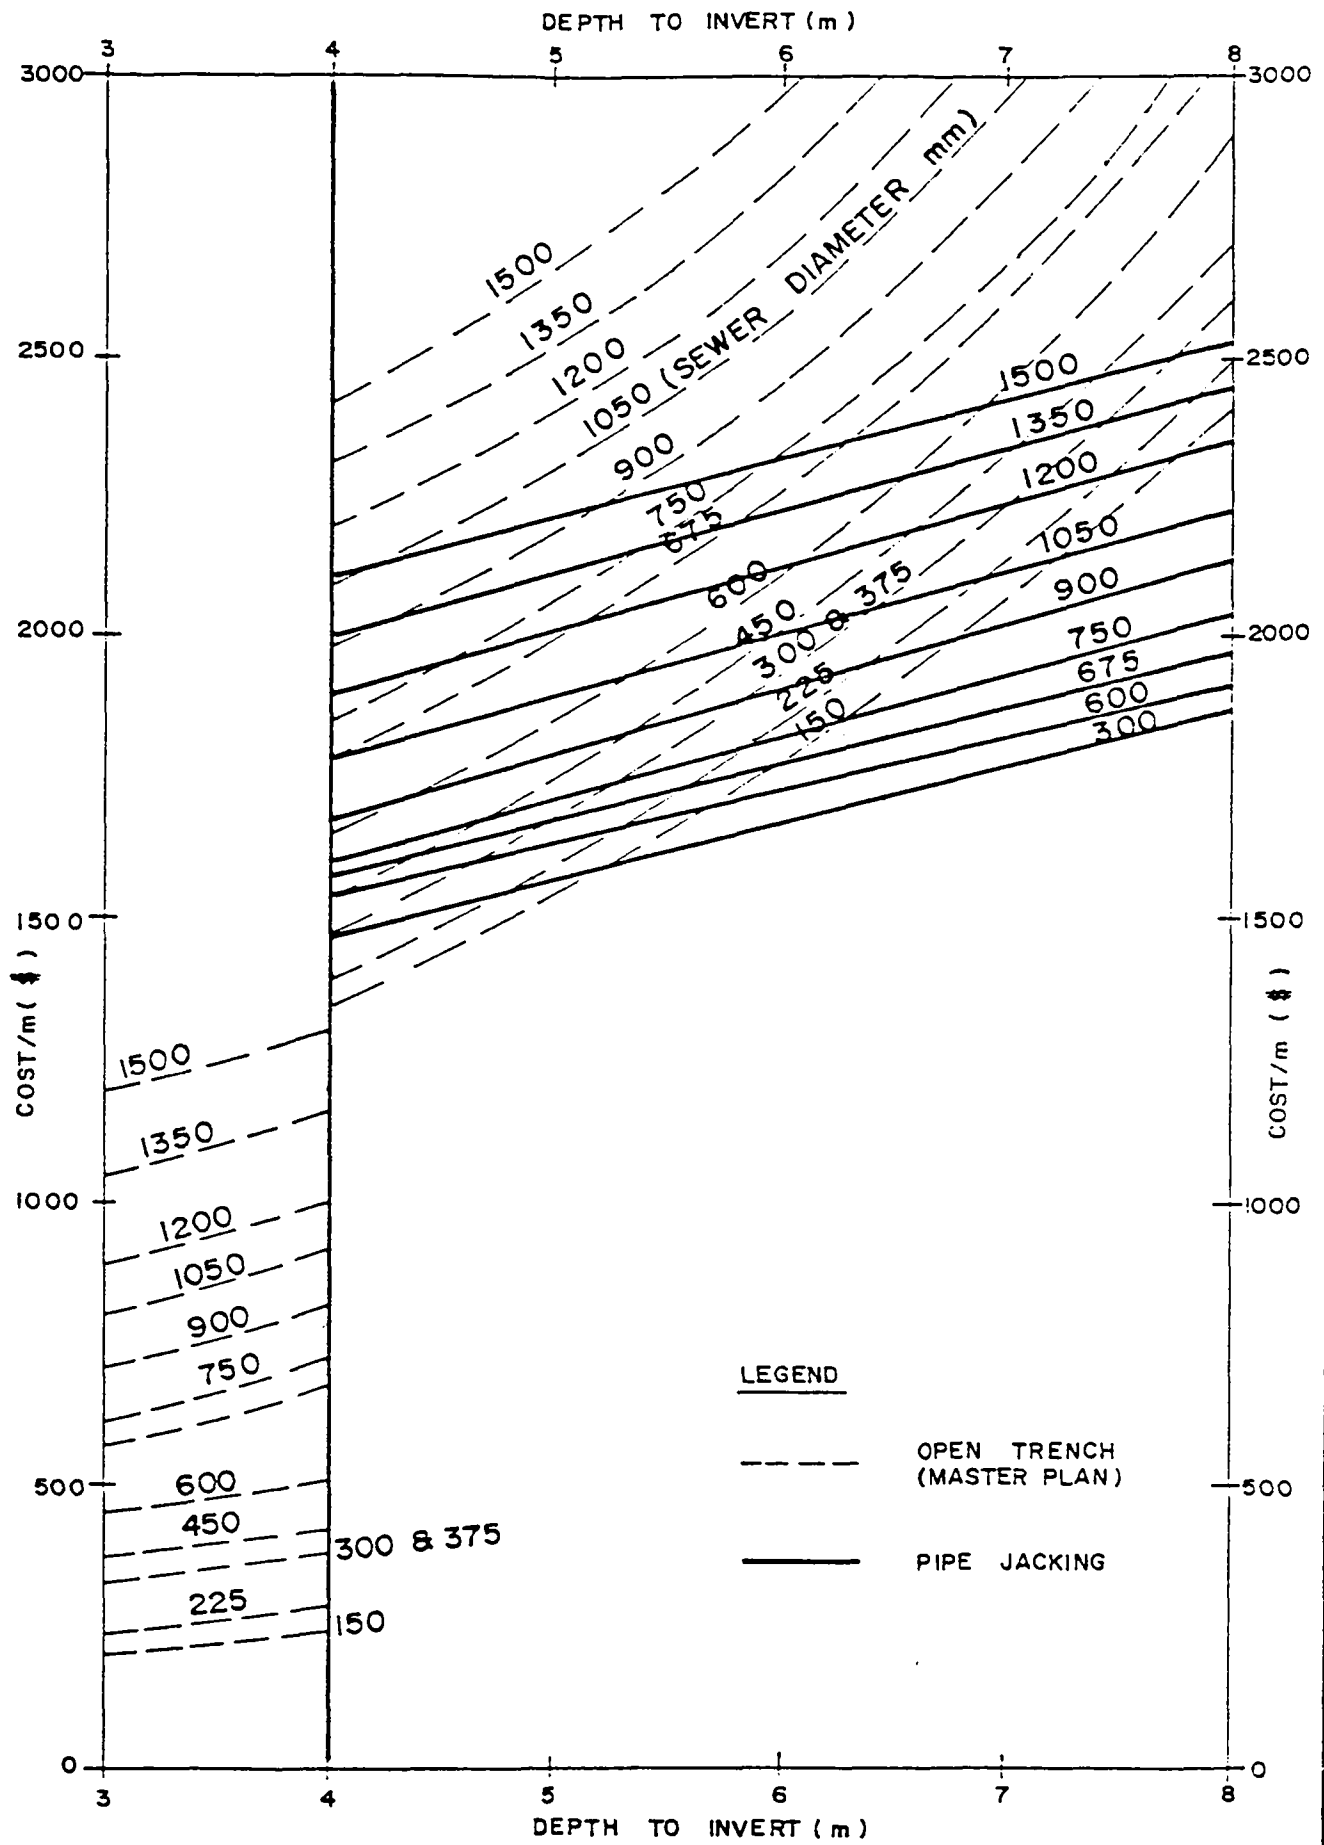 DEPTH TO INVERT (m)
3 4 5 6 7 8
3000 3000
1500
1350
1200
1050 (SEWER DIAMETER mm)
900
750
675
600
450
300 & 375
225
150
2500 2500
1500
1350
1200
1050
900
750
675
600
300
2000 2000
1500 1500
COST/m ($)
COST/m ($)
1500
1350
1000 1000
1200
1050
900
750
LEGEND
OPEN TRENCH
(MASTER PLAN)
500 500
600
450
300 & 375
PIPE JACKING
225
150
0 0
3 4 5 6 7 8
DEPTH TO INVERT (m)